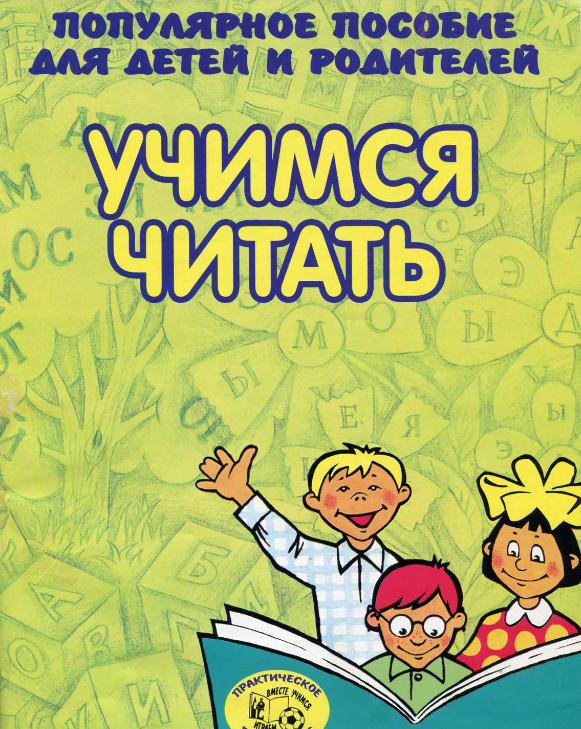 ПОПУЛЯРНОЕ ПОСОБИЕ
ДЛЯ ДЕТЕЙ И РОДИТЕЛЕЙ
УЧИМСЯ
ЧИТАТЬ
ПРАКТИЧЕСКОЕ
ВМЕСТЕ УЧИМСЯ
ИГРАЕМ